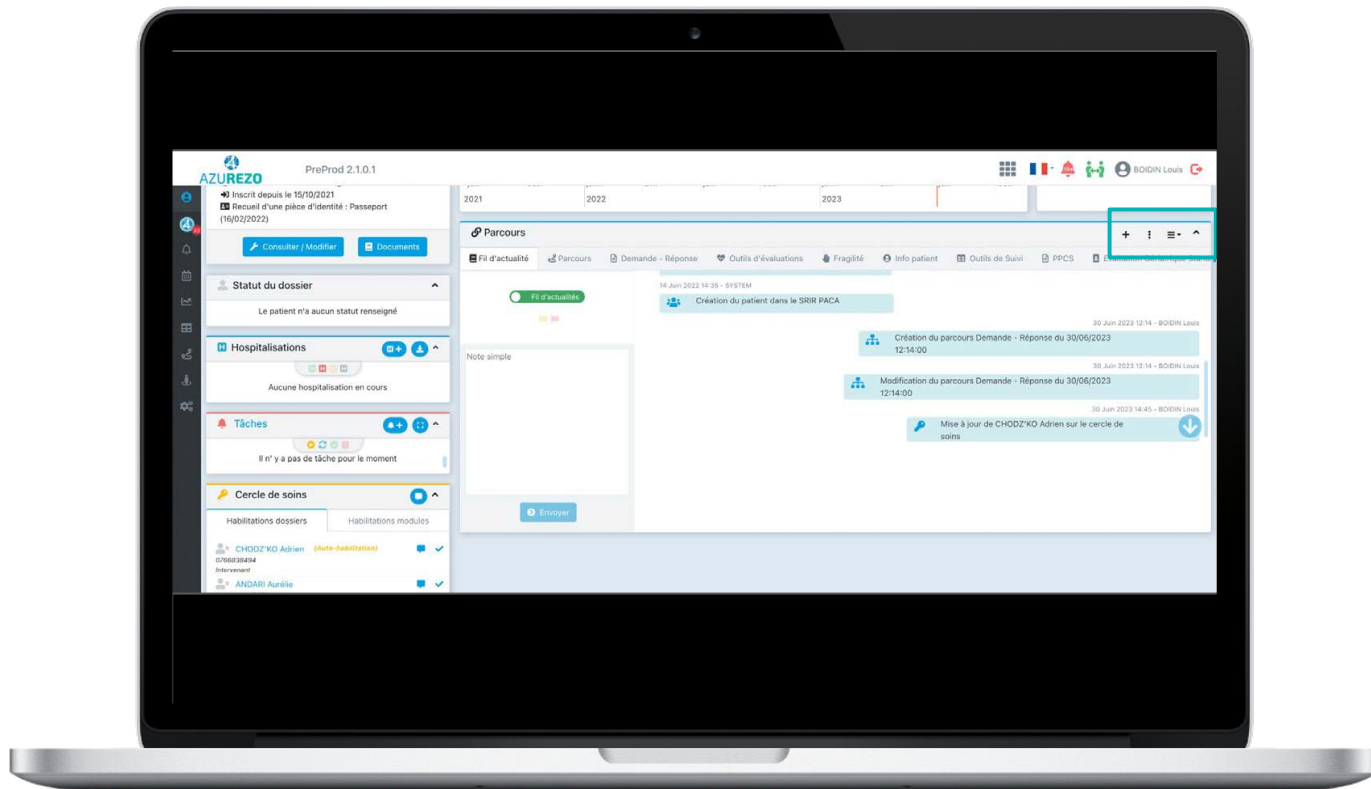 AZUREZO
PreProd 2.1.0.1
BOIDIN Louis
Inscrit depuis le 15/10/2021
Recueil d'une pièce d'identité : Passeport
(16/02/2022)
Consulter / Modifier
Documents
2021
2022
2023
Statut du dossier
Le patient n'a aucun statut renseigné
Hospitalisations
Aucune hospitalisation en cours
Tâches
Il n' y a pas de tâche pour le moment
Cercle de soins
Habilitations dossiers
Habilitations modules
CHODZ'KO Adrien
(Auto-habilitation)
0766838494
Intervenant
ANDARI Aurélie
Parcours
Fil d'actualité
Parcours
Demande - Réponse
Outils d'évaluations
Fragilité
Info patient
Outils de Suivi
PPCS
Fil d'actualités
Note simple
Envoyer
14 Juin 2022 14:35 - SYSTEM
Création du patient dans le SRIR PACA
30 Juin 2023 12:14 - BOIDIN Louis
Création du parcours Demande - Réponse du 30/06/2023
12:14:00
30 Juin 2023 12:14 - BOIDIN Louis
Modification du parcours Demande - Réponse du 30/06/2023
12:14:00
30 Juin 2023 14:45 - BOIDIN Louis
Mise à jour de CHODZ'KO Adrien sur le cercle de
soins